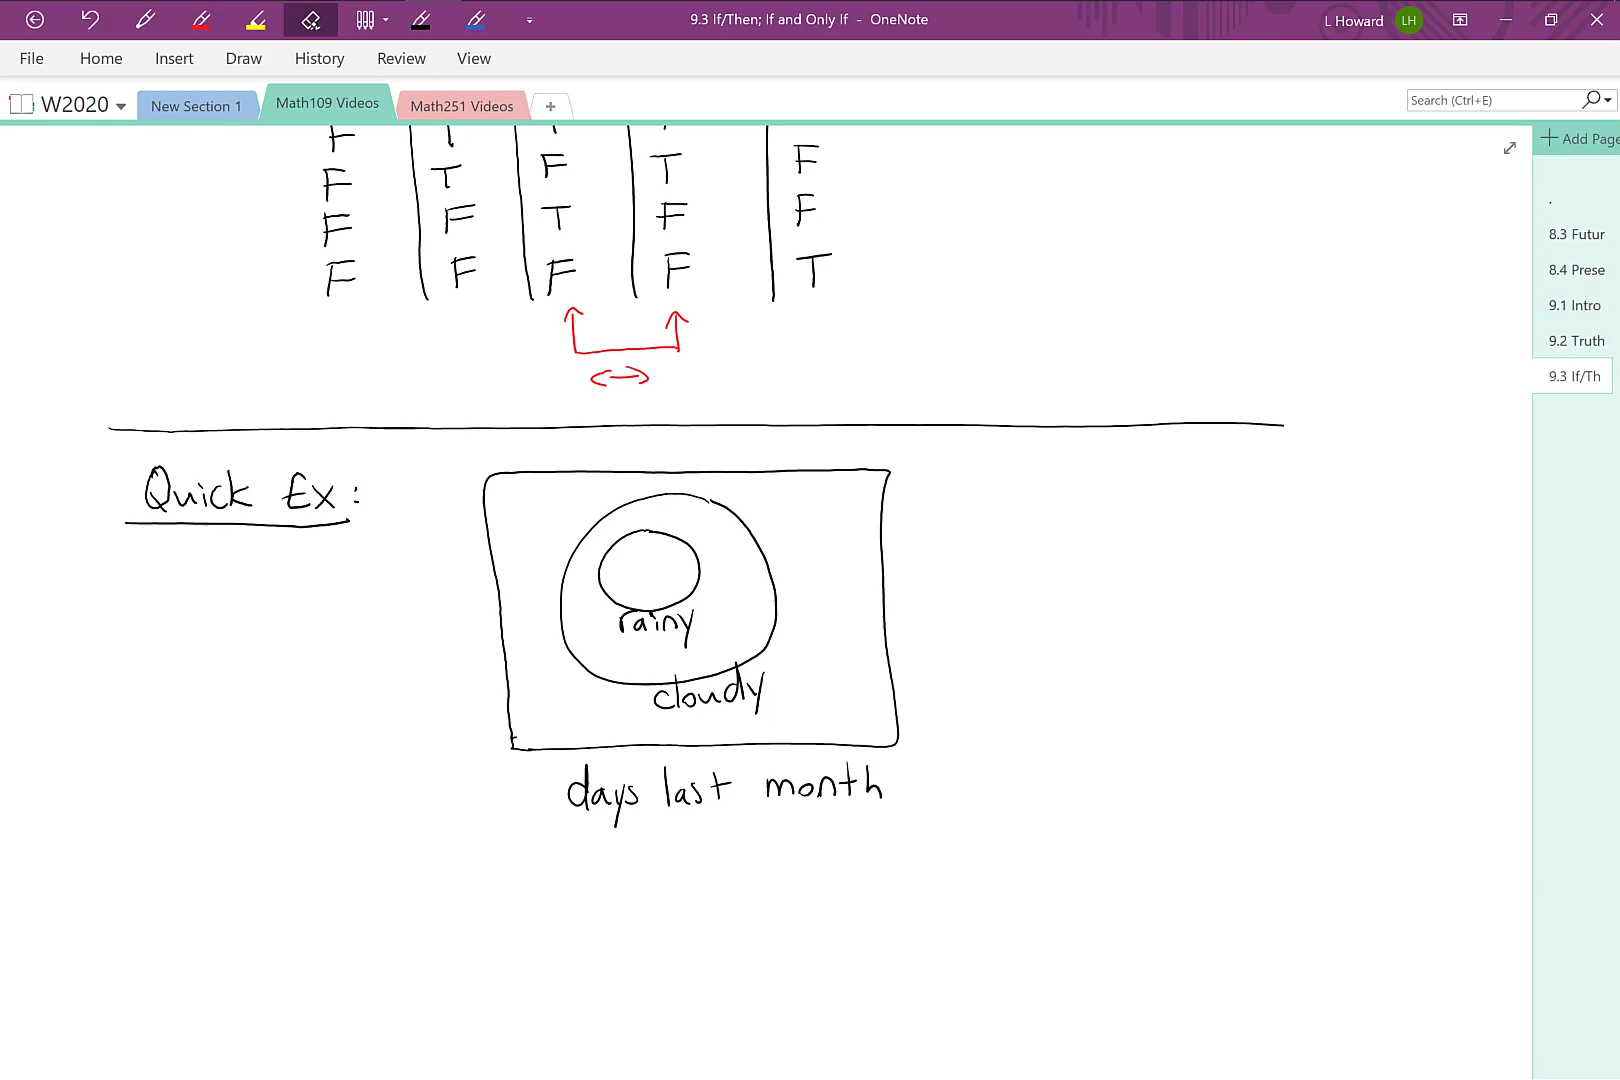 9.3 If/Then; If and Only If - OneNote
L Howard LH
File Home Insert Draw History Review View
W2020 New Section 1 Math109 Videos Math251 Videos +
Search (Ctrl+E)
Add Page
.
8.3 Futur
8.4 Prese
9.1 Intro
9.2 Truth
9.3 If/Th
F
F T F T F
F F T F F
F F F F T
↔
Quick Ex:
rainy
cloudy
days last month